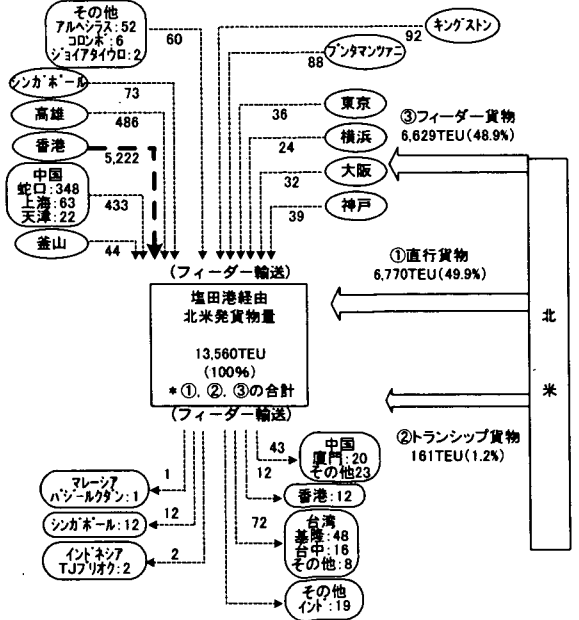 その他
アルヘシラス:52
コロンボ:6
ジョイアタイウロ:2
60
シンガポール
73
高雄
486
香港
5,222
中国
蛇口:348
上海:63
天津:22
433
釜山
44
キングストン
92
プンタマンツァニ
88
東京
36
横浜
24
大阪
32
神戸
39
③フィーダー貨物
6,629TEU(48.9%)
①直行貨物
6,770TEU(49.9%)
②トランシップ貨物
161TEU(1.2%)
北
米
(フィーダー輸送)
塩田港経由
北米発貨物量
13,560TEU
(100%)
*①,②,③の合計
(フィーダー輸送)
マレーシア
パシールクダン:1
1
シンガポール:12
12
インドネシア
TJプリオク:2
2
43
中国
廈門:20
その他23
12
香港:12
72
台湾
基隆:48
台中:16
その他:8
その他
インド:19